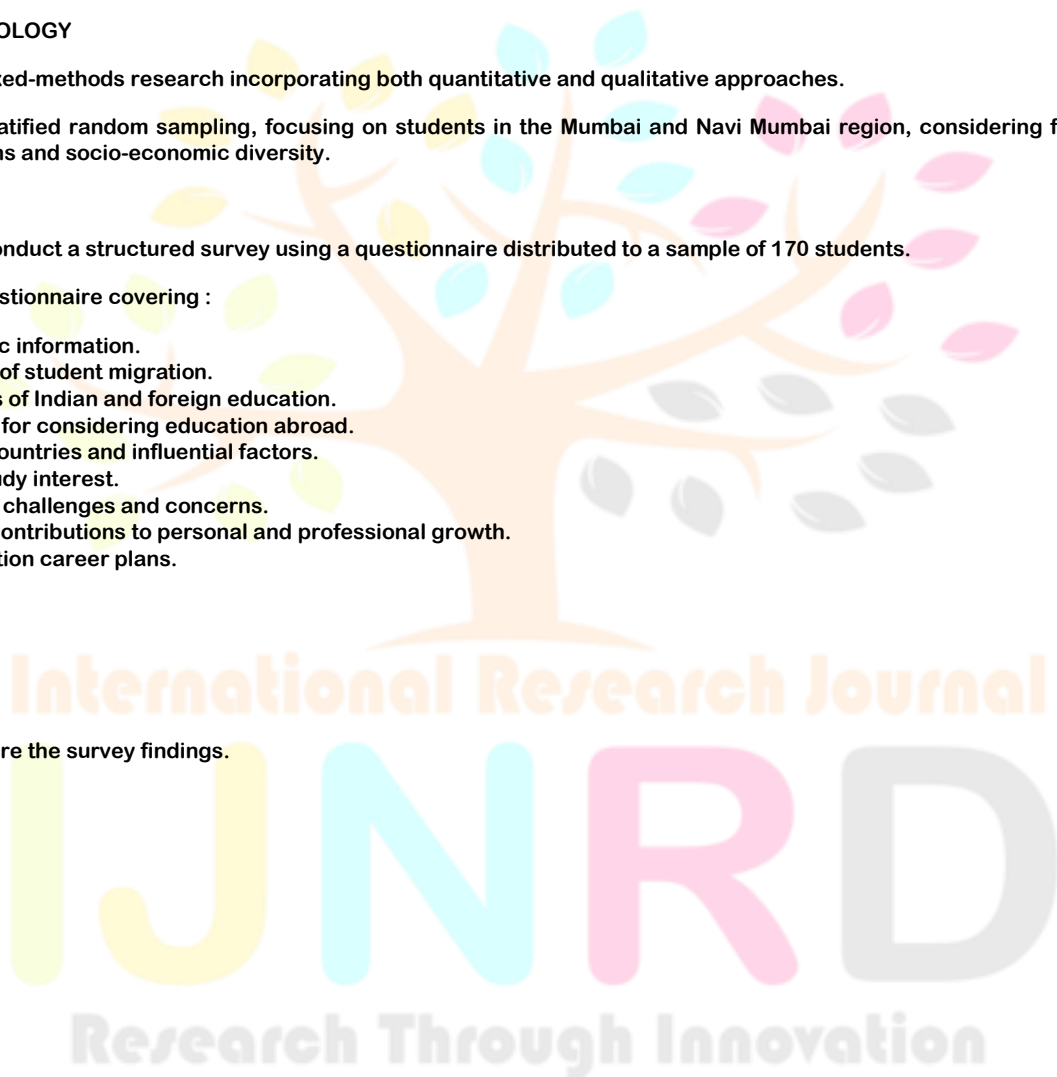 OLOGY
ed-methods research incorporating both quantitative and qualitative approaches.
atified random sampling, focusing on students in the Mumbai and Navi Mumbai region, considering f
ns and socio-economic diversity.
onduct a structured survey using a questionnaire distributed to a sample of 170 students.
estionnaire covering :
c information.
of student migration.
s of Indian and foreign education.
for considering education abroad.
ountries and influential factors.
udy interest.
challenges and concerns.
ontributions to personal and professional growth.
tion career plans.
International Research Journal
re the survey findings.
IJNRD
Research Through Innovation